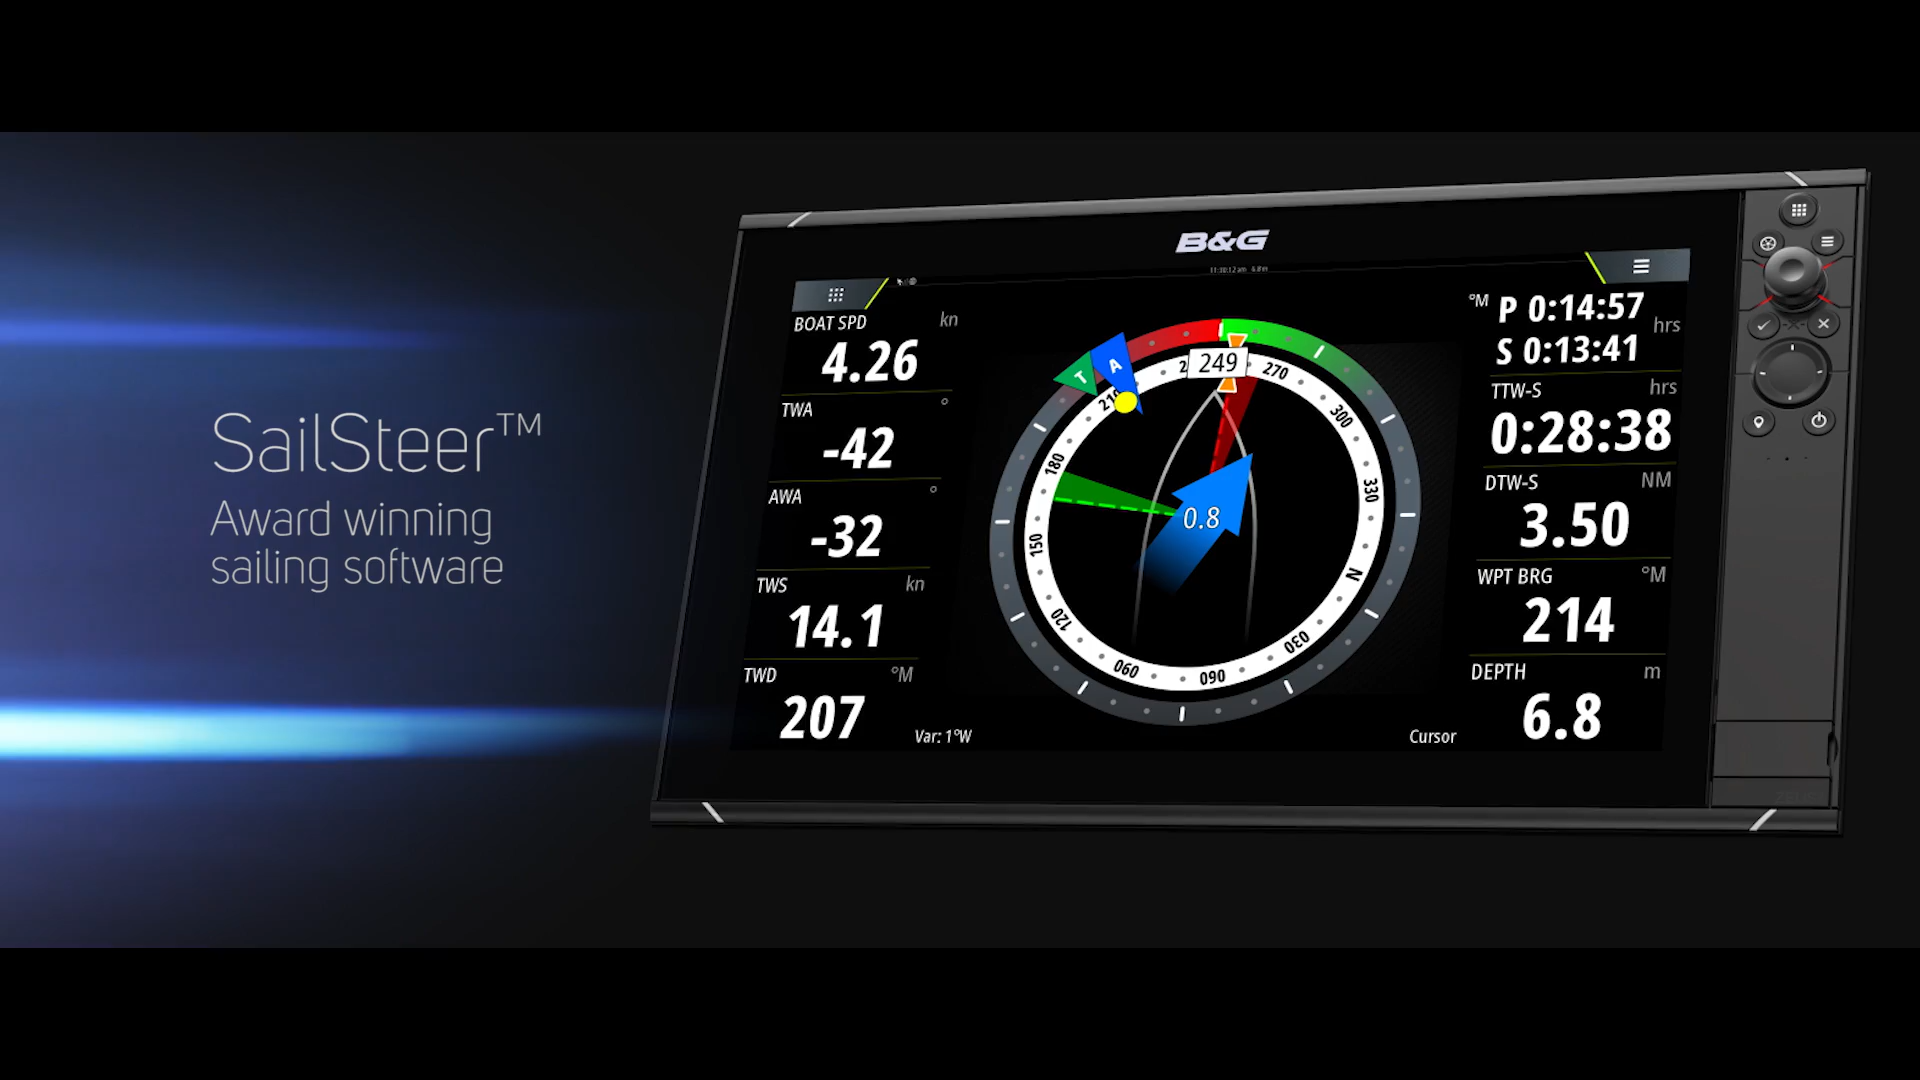 SailSteer™
Award winning
sailing software
B&G
BOAT SPD kn
4.26
TWA °
-42
AWA °
-32
TWS kn
14.1
TWD °M
207
Var: 1°W
T
A
249
270
300
330
N
030
060
090
120
150
180
210
0.8
°M P 0:14:57 hrs
S 0:13:41
TTW-S hrs
0:28:38
DTW-S NM
3.50
WPT BRG °M
214
DEPTH m
6.8
Cursor